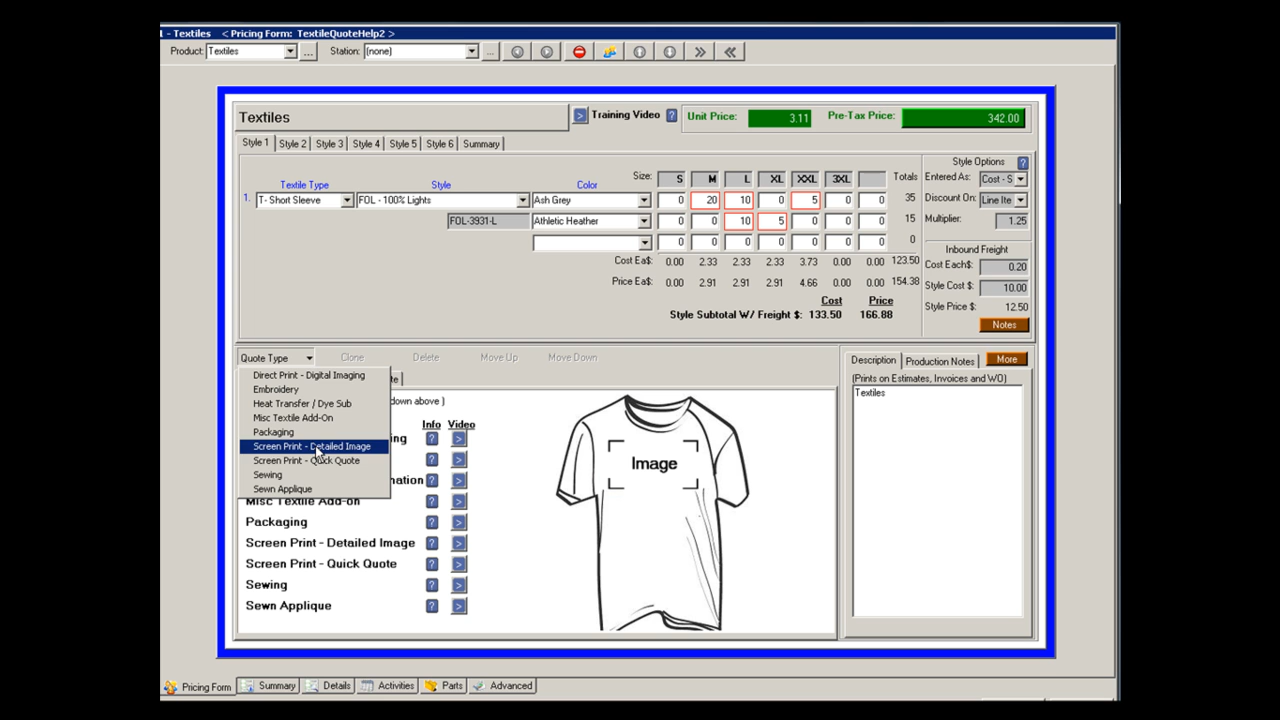 1 - Textiles < Pricing Form: TextileQuoteHelp2 >
Product: Textiles ... Station: (none) ...
Textiles > Training Video ? Unit Price: 3.11 Pre-Tax Price: 342.00
Style 1 Style 2 Style 3 Style 4 Style 5 Style 6 Summary
Size: S M L XL XXL 3XL Totals
Textile Type Style Color
1. T- Short Sleeve FOL - 100% Lights Ash Grey 0 20 10 0 5 0 0 35
FOL-3931-L Athletic Heather 0 0 10 5 0 0 0 15
0 0 0 0 0 0 0 0
Cost Ea$: 0.00 2.33 2.33 2.33 3.73 0.00 0.00 123.50
Price Ea$: 0.00 2.91 2.91 2.91 4.66 0.00 0.00 154.38
Cost Price
Style Subtotal W/ Freight $: 133.50 166.88
Style Options ?
Entered As: Cost - S
Discount On: Line Ite
Multiplier: 1.25
Inbound Freight
Cost Each$: 0.20
Style Cost $: 10.00
Style Price $: 12.50
Notes
Quote Type Clone Delete Move Up Move Down
Direct Print - Digital Imaging
Embroidery
Heat Transfer / Dye Sub
Misc Textile Add-On
Packaging
Screen Print - Detailed Image
Screen Print - Quick Quote
Sewing
Sewn Applique
down above )
Info Video
ing ? >
? >
nation ? >
Misc Textile Add-on ? >
Packaging ? >
Screen Print - Detailed Image ? >
Screen Print - Quick Quote ? >
Sewing ? >
Sewn Applique ? >
Image
Description Production Notes More
(Prints on Estimates, Invoices and WO)
Textiles
Pricing Form Summary Details Activities Parts Advanced